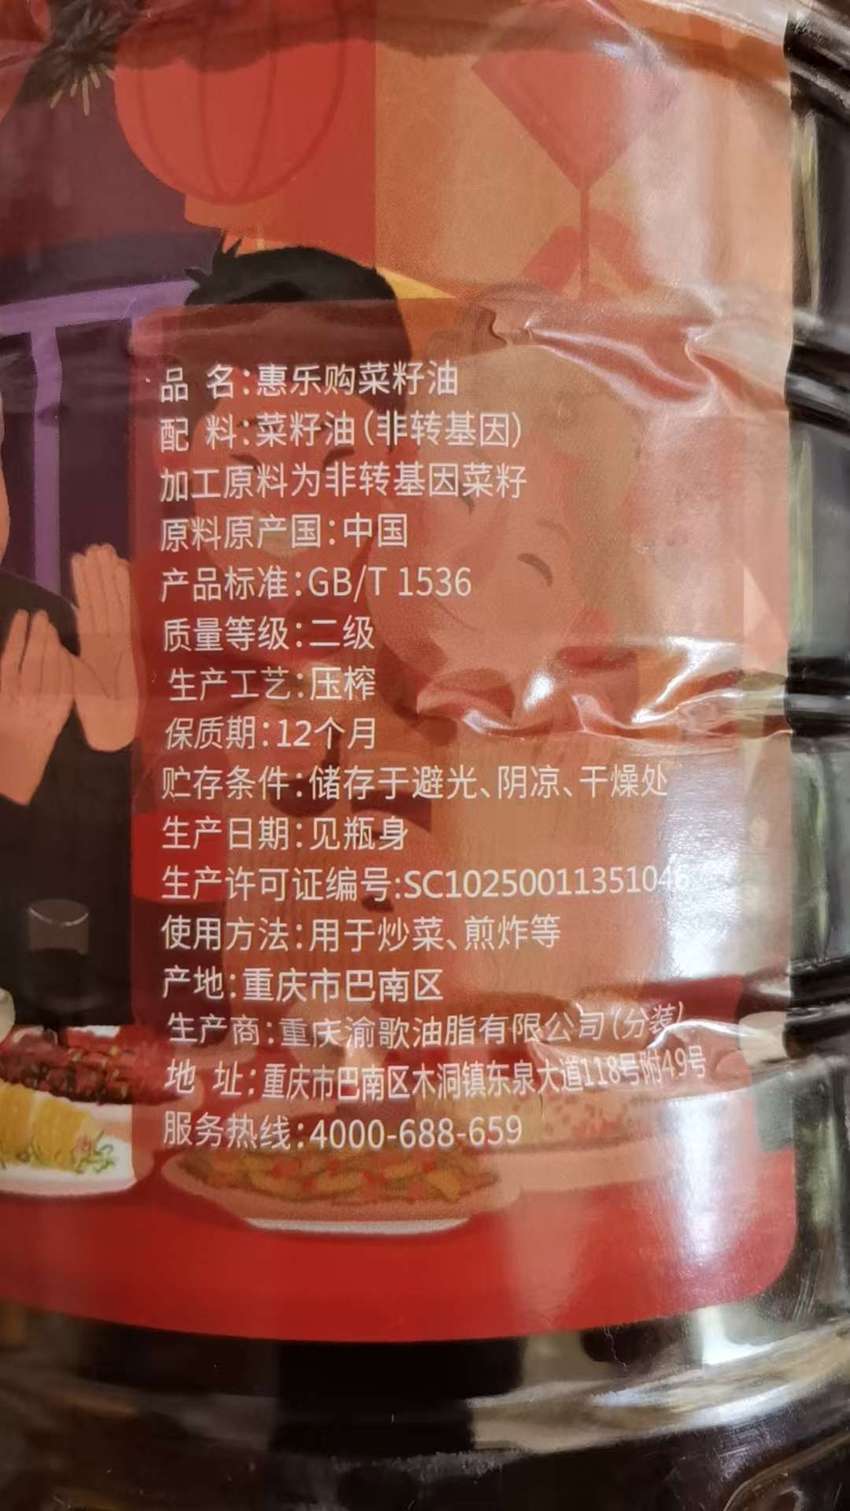 品 名:惠乐购菜籽油
配 料:菜籽油(非转基因)
加工原料为非转基因菜籽
原料原产国:中国
产品标准:GB/T 1536
质量等级:二级
生产工艺:压榨
保质期:12个月
贮存条件:储存于避光、阴凉、干燥处
生产日期:见瓶身
生产许可证编号:SC10250011351046
使用方法:用于炒菜、煎炸等
产地:重庆市巴南区
生产商:重庆渝歌油脂有限公司(分装)
地 址:重庆市巴南区木洞镇东泉大道118号附49号
服务热线:4000-688-659